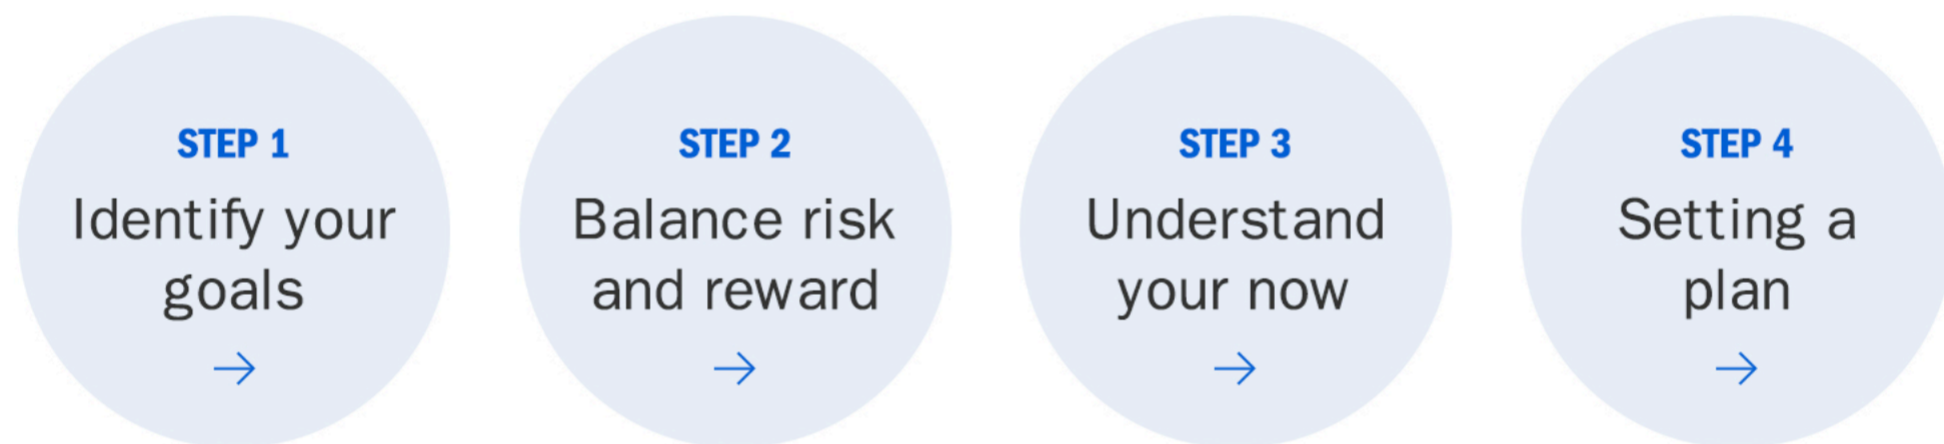 STEP 1
Identify your
goals
STEP 2
Balance risk
and reward
STEP 3
Understand
your now
STEP 4
Setting a
plan